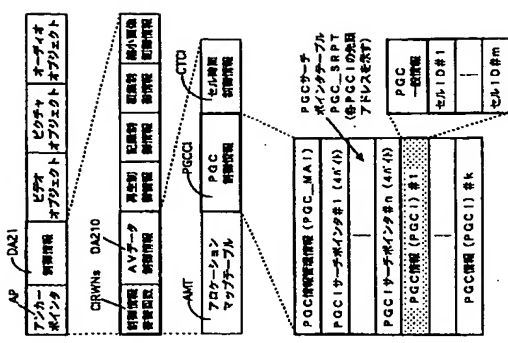 AP
DA21
アンカーポインタ
制御情報
ビデオオブジェクト
ピクチャオブジェクト
オーディオオブジェクト
CIRWNs
DA210
制御情報書替回数
AVデータ制御情報
再生制御情報
記録制御情報
編集制御情報
縮小画像制御情報
AMT
PGCCI
CTCI
アロケーションマップテーブル
PGC制御情報
セル時間制御情報
PGC情報管理情報(PGC_MAI)
PGCIサーチポインタ#1(4バイト)
PGCIサーチポインタ#n(4バイト)
PGC情報(PGCI)#1
PGC情報(PGCI)#k
PGCサーチ
ポインタテーブル
PGC_SRPT
(各PGCIの先頭
アドレスを示す)
PGC
一般情報
セルID#1
セルID#m